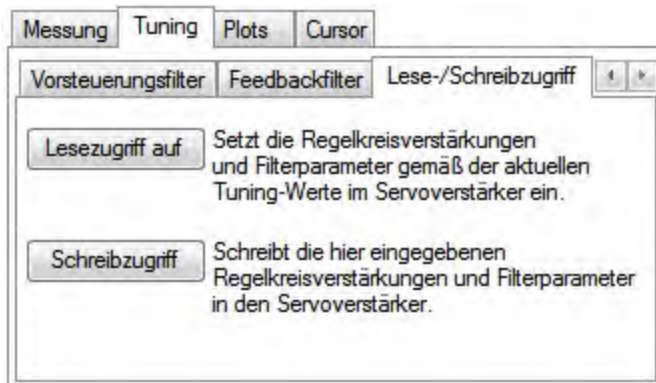 Messung Tuning Plots Cursor
Vorsteuerungsfilter Feedbackfilter Lese-/Schreibzugriff
Lesezugriff auf
Setzt die Regelkreisverstärkungen
und Filterparameter gemäß der aktuellen
Tuning-Werte im Servoverstärker ein.
Schreibzugriff
Schreibt die hier eingegebenen
Regelkreisverstärkungen und Filterparameter
in den Servoverstärker.